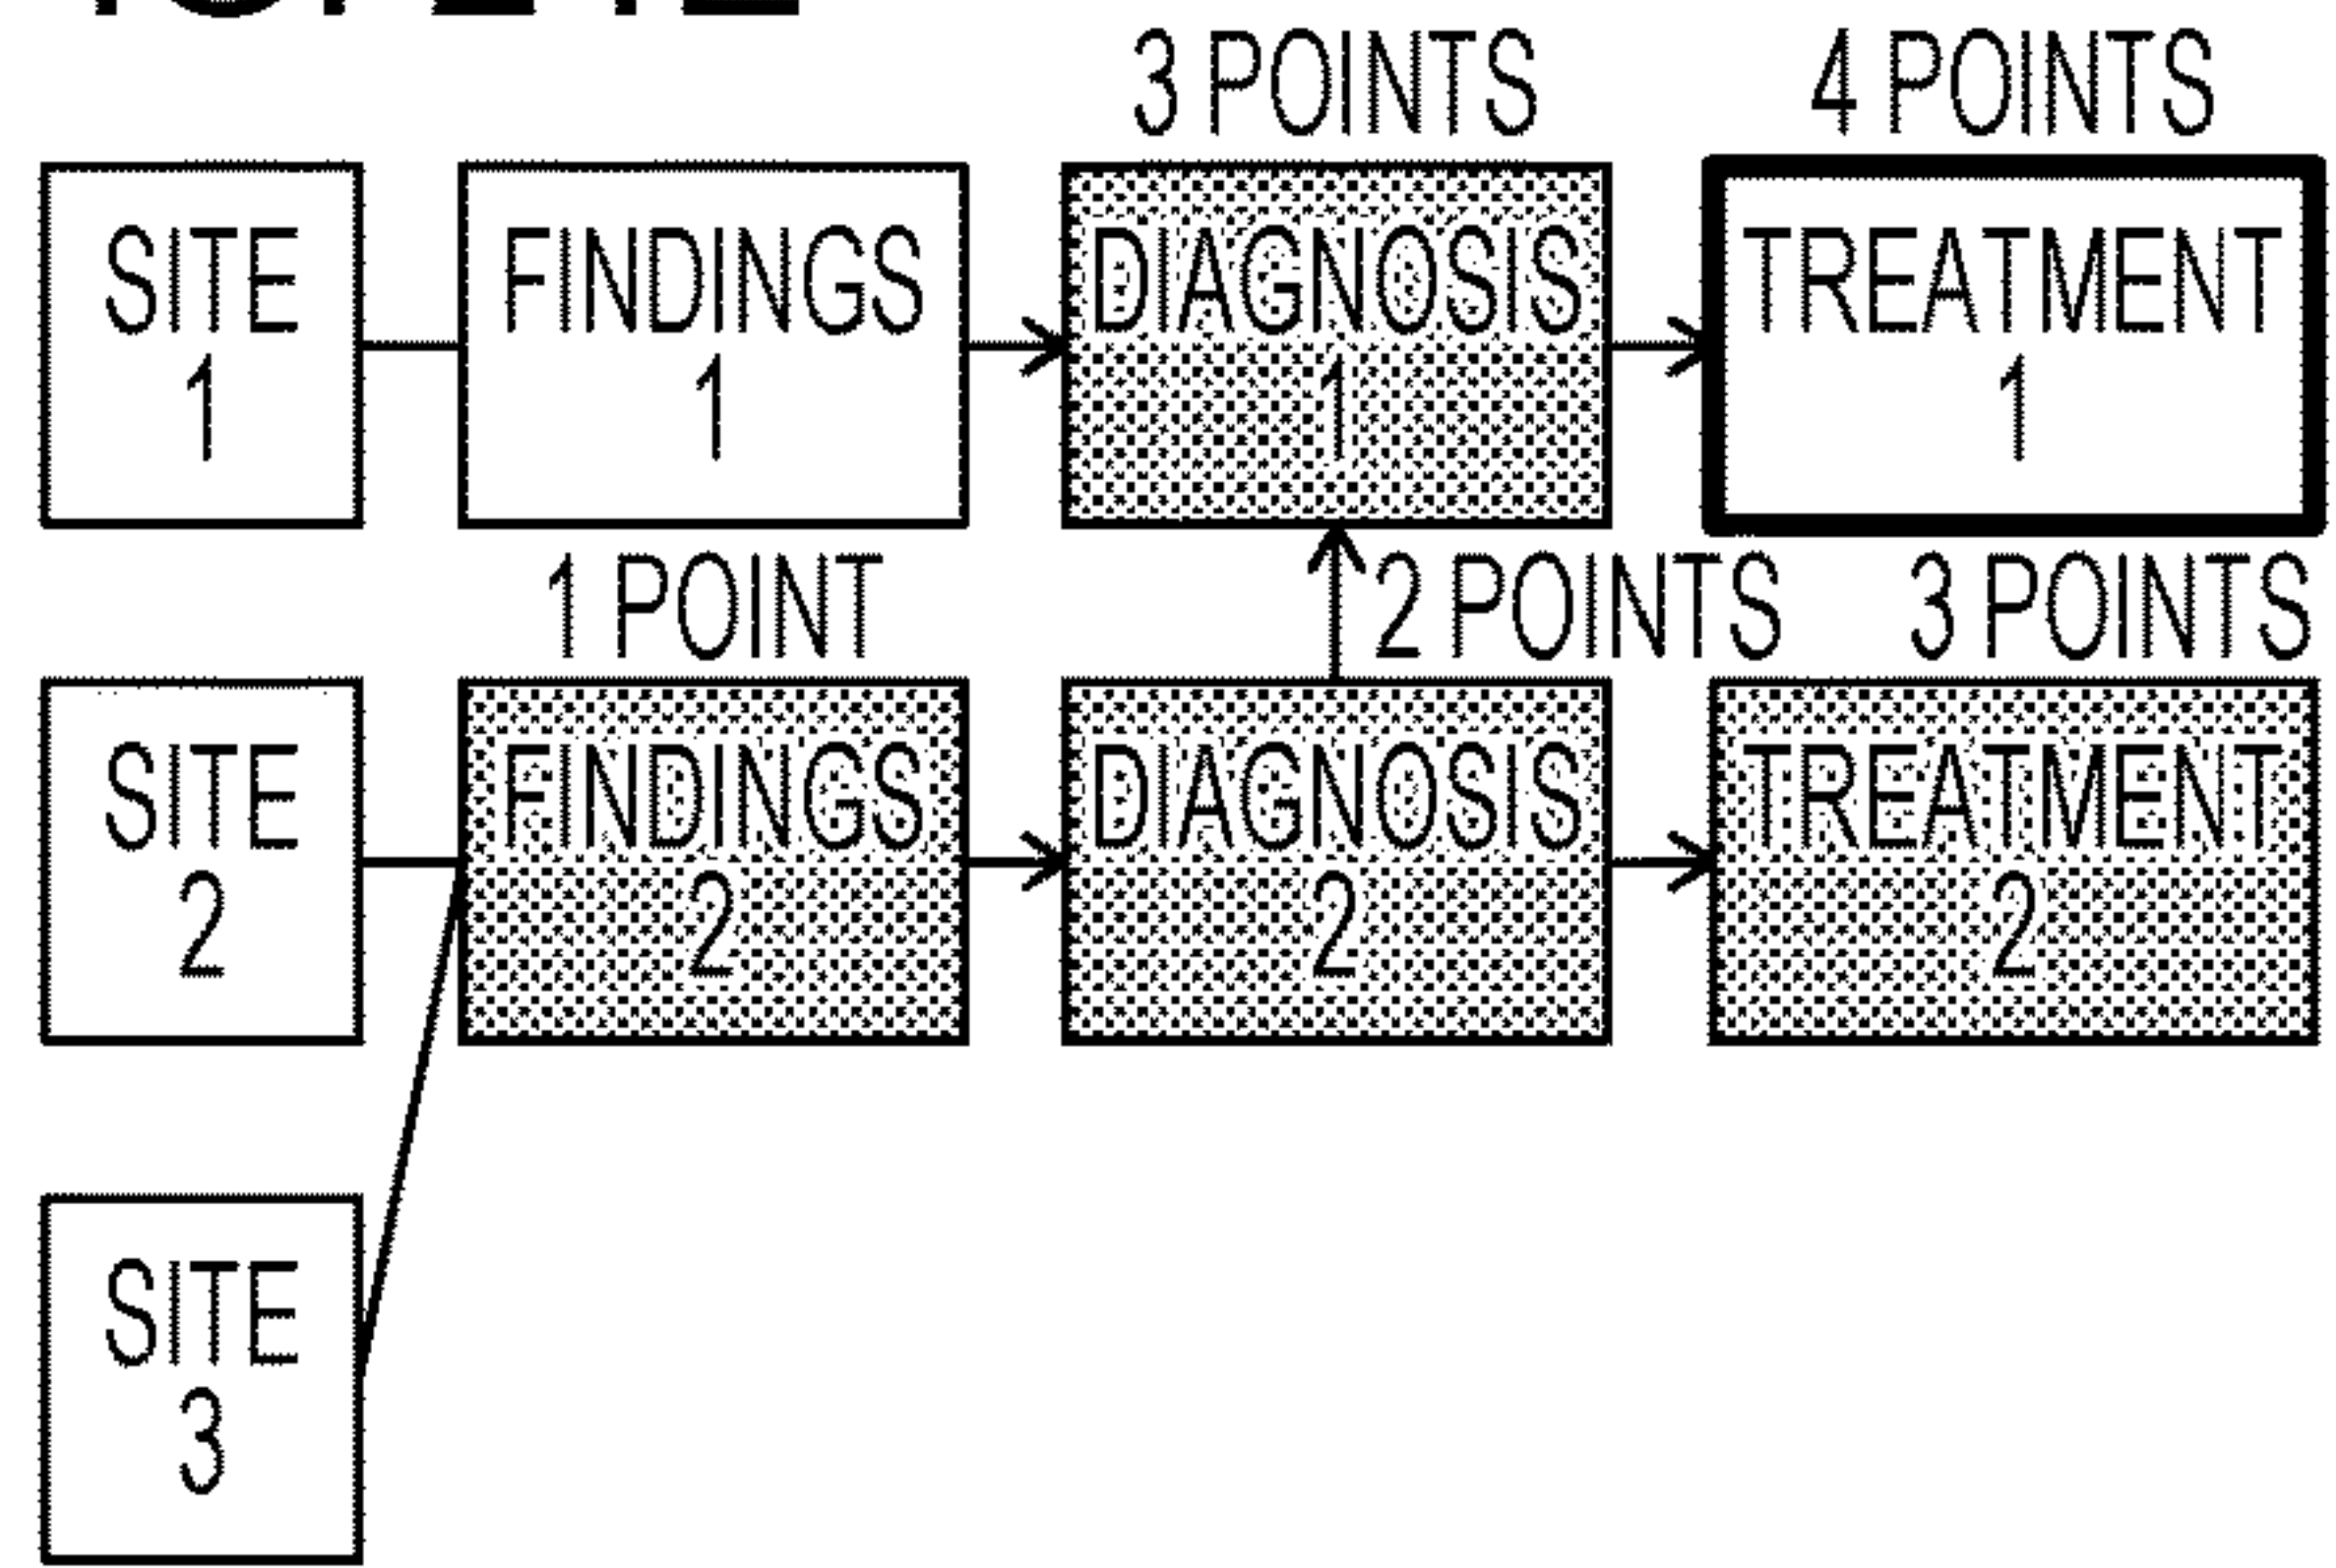 3 POINTS
4 POINTS
SITE
1
FINDINGS
1
DIAGNOSIS
1
TREATMENT
1
1 POINT
2 POINTS
3 POINTS
SITE
2
FINDINGS
2
DIAGNOSIS
2
TREATMENT
2
SITE
3